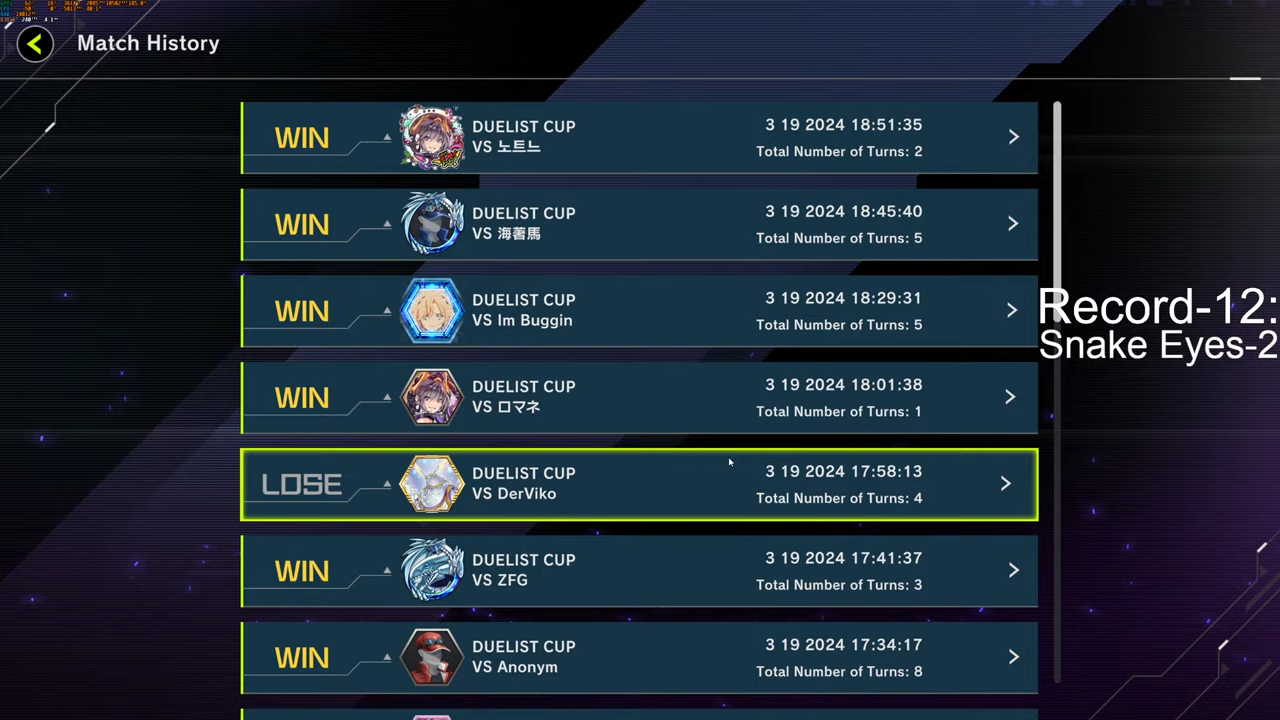 Match History
WIN
DUELIST CUP
VS 노트느
3 19 2024 18:51:35
Total Number of Turns: 2
WIN
DUELIST CUP
VS 海著馬
3 19 2024 18:45:40
Total Number of Turns: 5
WIN
DUELIST CUP
VS Im Buggin
3 19 2024 18:29:31
Total Number of Turns: 5
Record-12:
Snake Eyes-2
WIN
DUELIST CUP
VS ロマネ
3 19 2024 18:01:38
Total Number of Turns: 1
LOSE
DUELIST CUP
VS DerViko
3 19 2024 17:58:13
Total Number of Turns: 4
WIN
DUELIST CUP
VS ZFG
3 19 2024 17:41:37
Total Number of Turns: 3
WIN
DUELIST CUP
VS Anonym
3 19 2024 17:34:17
Total Number of Turns: 8